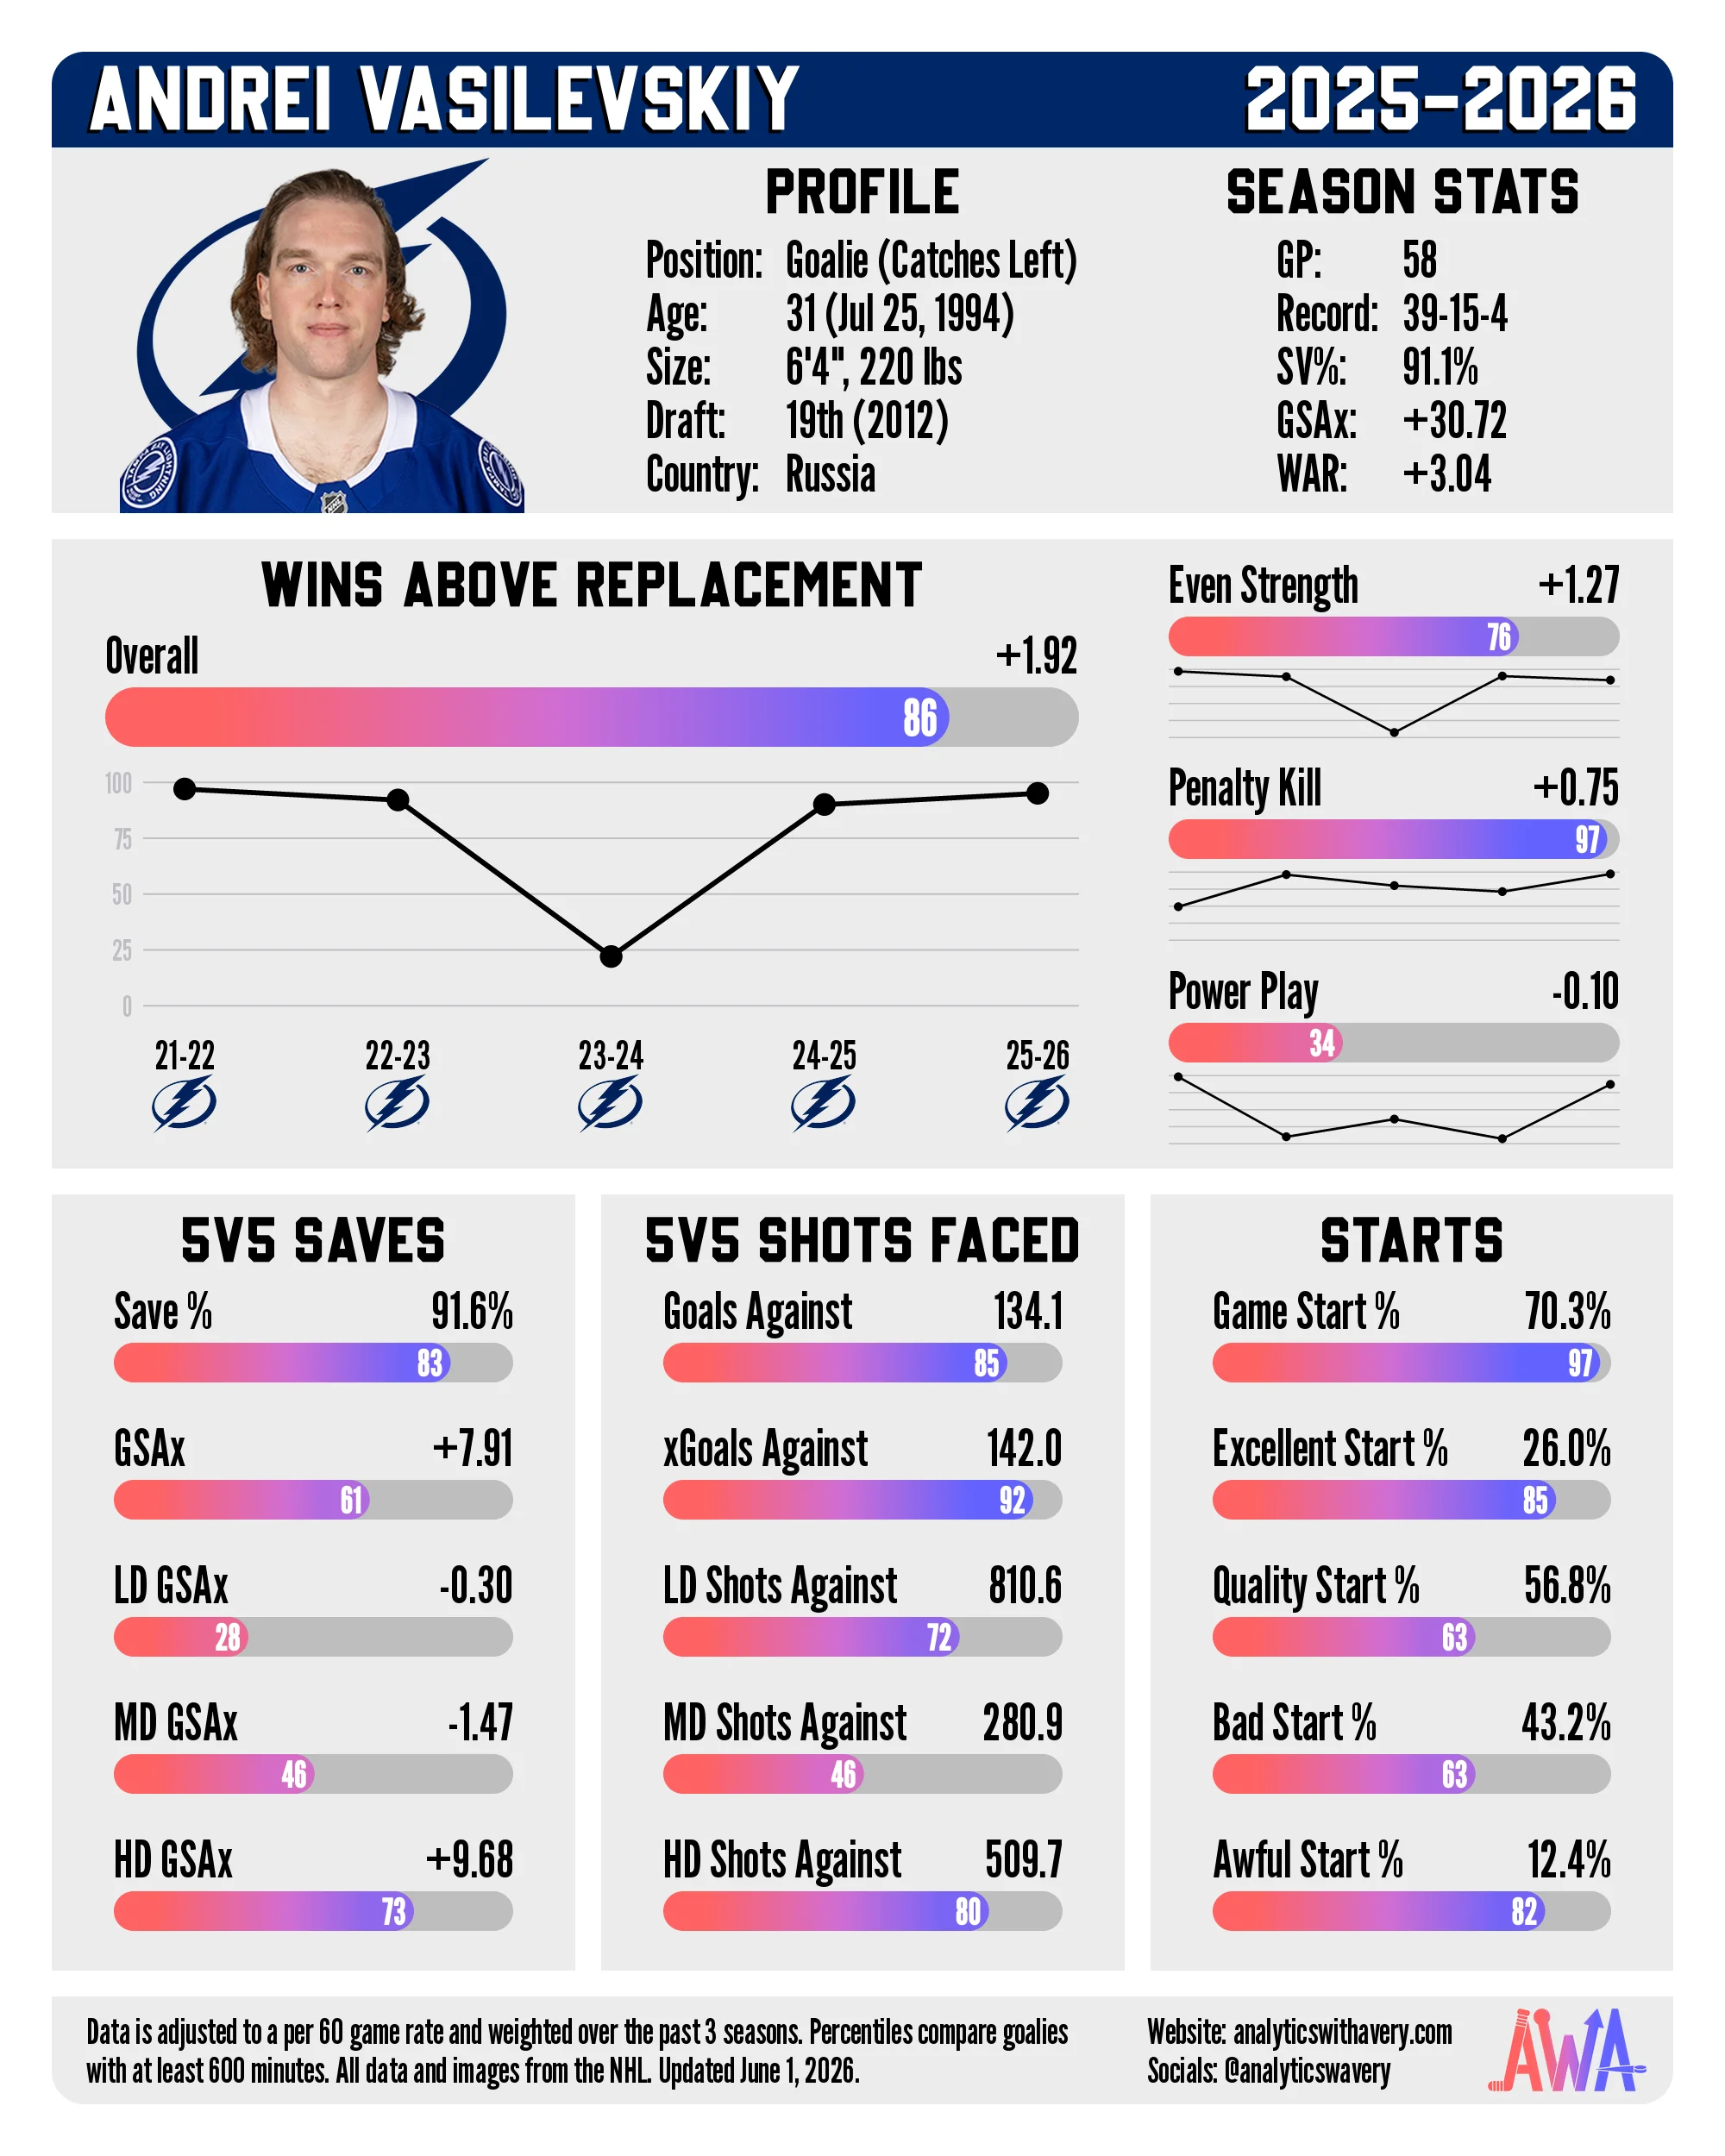 ANDREI VASILEVSKIY
2025-2026
PROFILE
Position: Goalie (Catches Left)
Age: 31 (Jul 25, 1994)
Size: 6'4", 220 lbs
Draft: 19th (2012)
Country: Russia
SEASON STATS
GP: 58
Record: 39-15-4
SV%: 91.1%
GSAx: +30.72
WAR: +3.04
WINS ABOVE REPLACEMENT
Overall +1.92
86
100
75
50
25
0
21-22 22-23 23-24 24-25 25-26
Even Strength +1.27
76
Penalty Kill +0.75
97
Power Play -0.10
34
5V5 SAVES
Save % 91.6%
83
GSAx +7.91
61
LD GSAx -0.30
28
MD GSAx -1.47
46
HD GSAx +9.68
73
5V5 SHOTS FACED
Goals Against 134.1
85
xGoals Against 142.0
92
LD Shots Against 810.6
72
MD Shots Against 280.9
46
HD Shots Against 509.7
80
STARTS
Game Start % 70.3%
97
Excellent Start % 26.0%
85
Quality Start % 56.8%
63
Bad Start % 43.2%
63
Awful Start % 12.4%
82
Data is adjusted to a per 60 game rate and weighted over the past 3 seasons. Percentiles compare goalies
with at least 600 minutes. All data and images from the NHL. Updated June 1, 2026.
Website: analyticswithavery.com
Socials: @analyticswavery
AWA